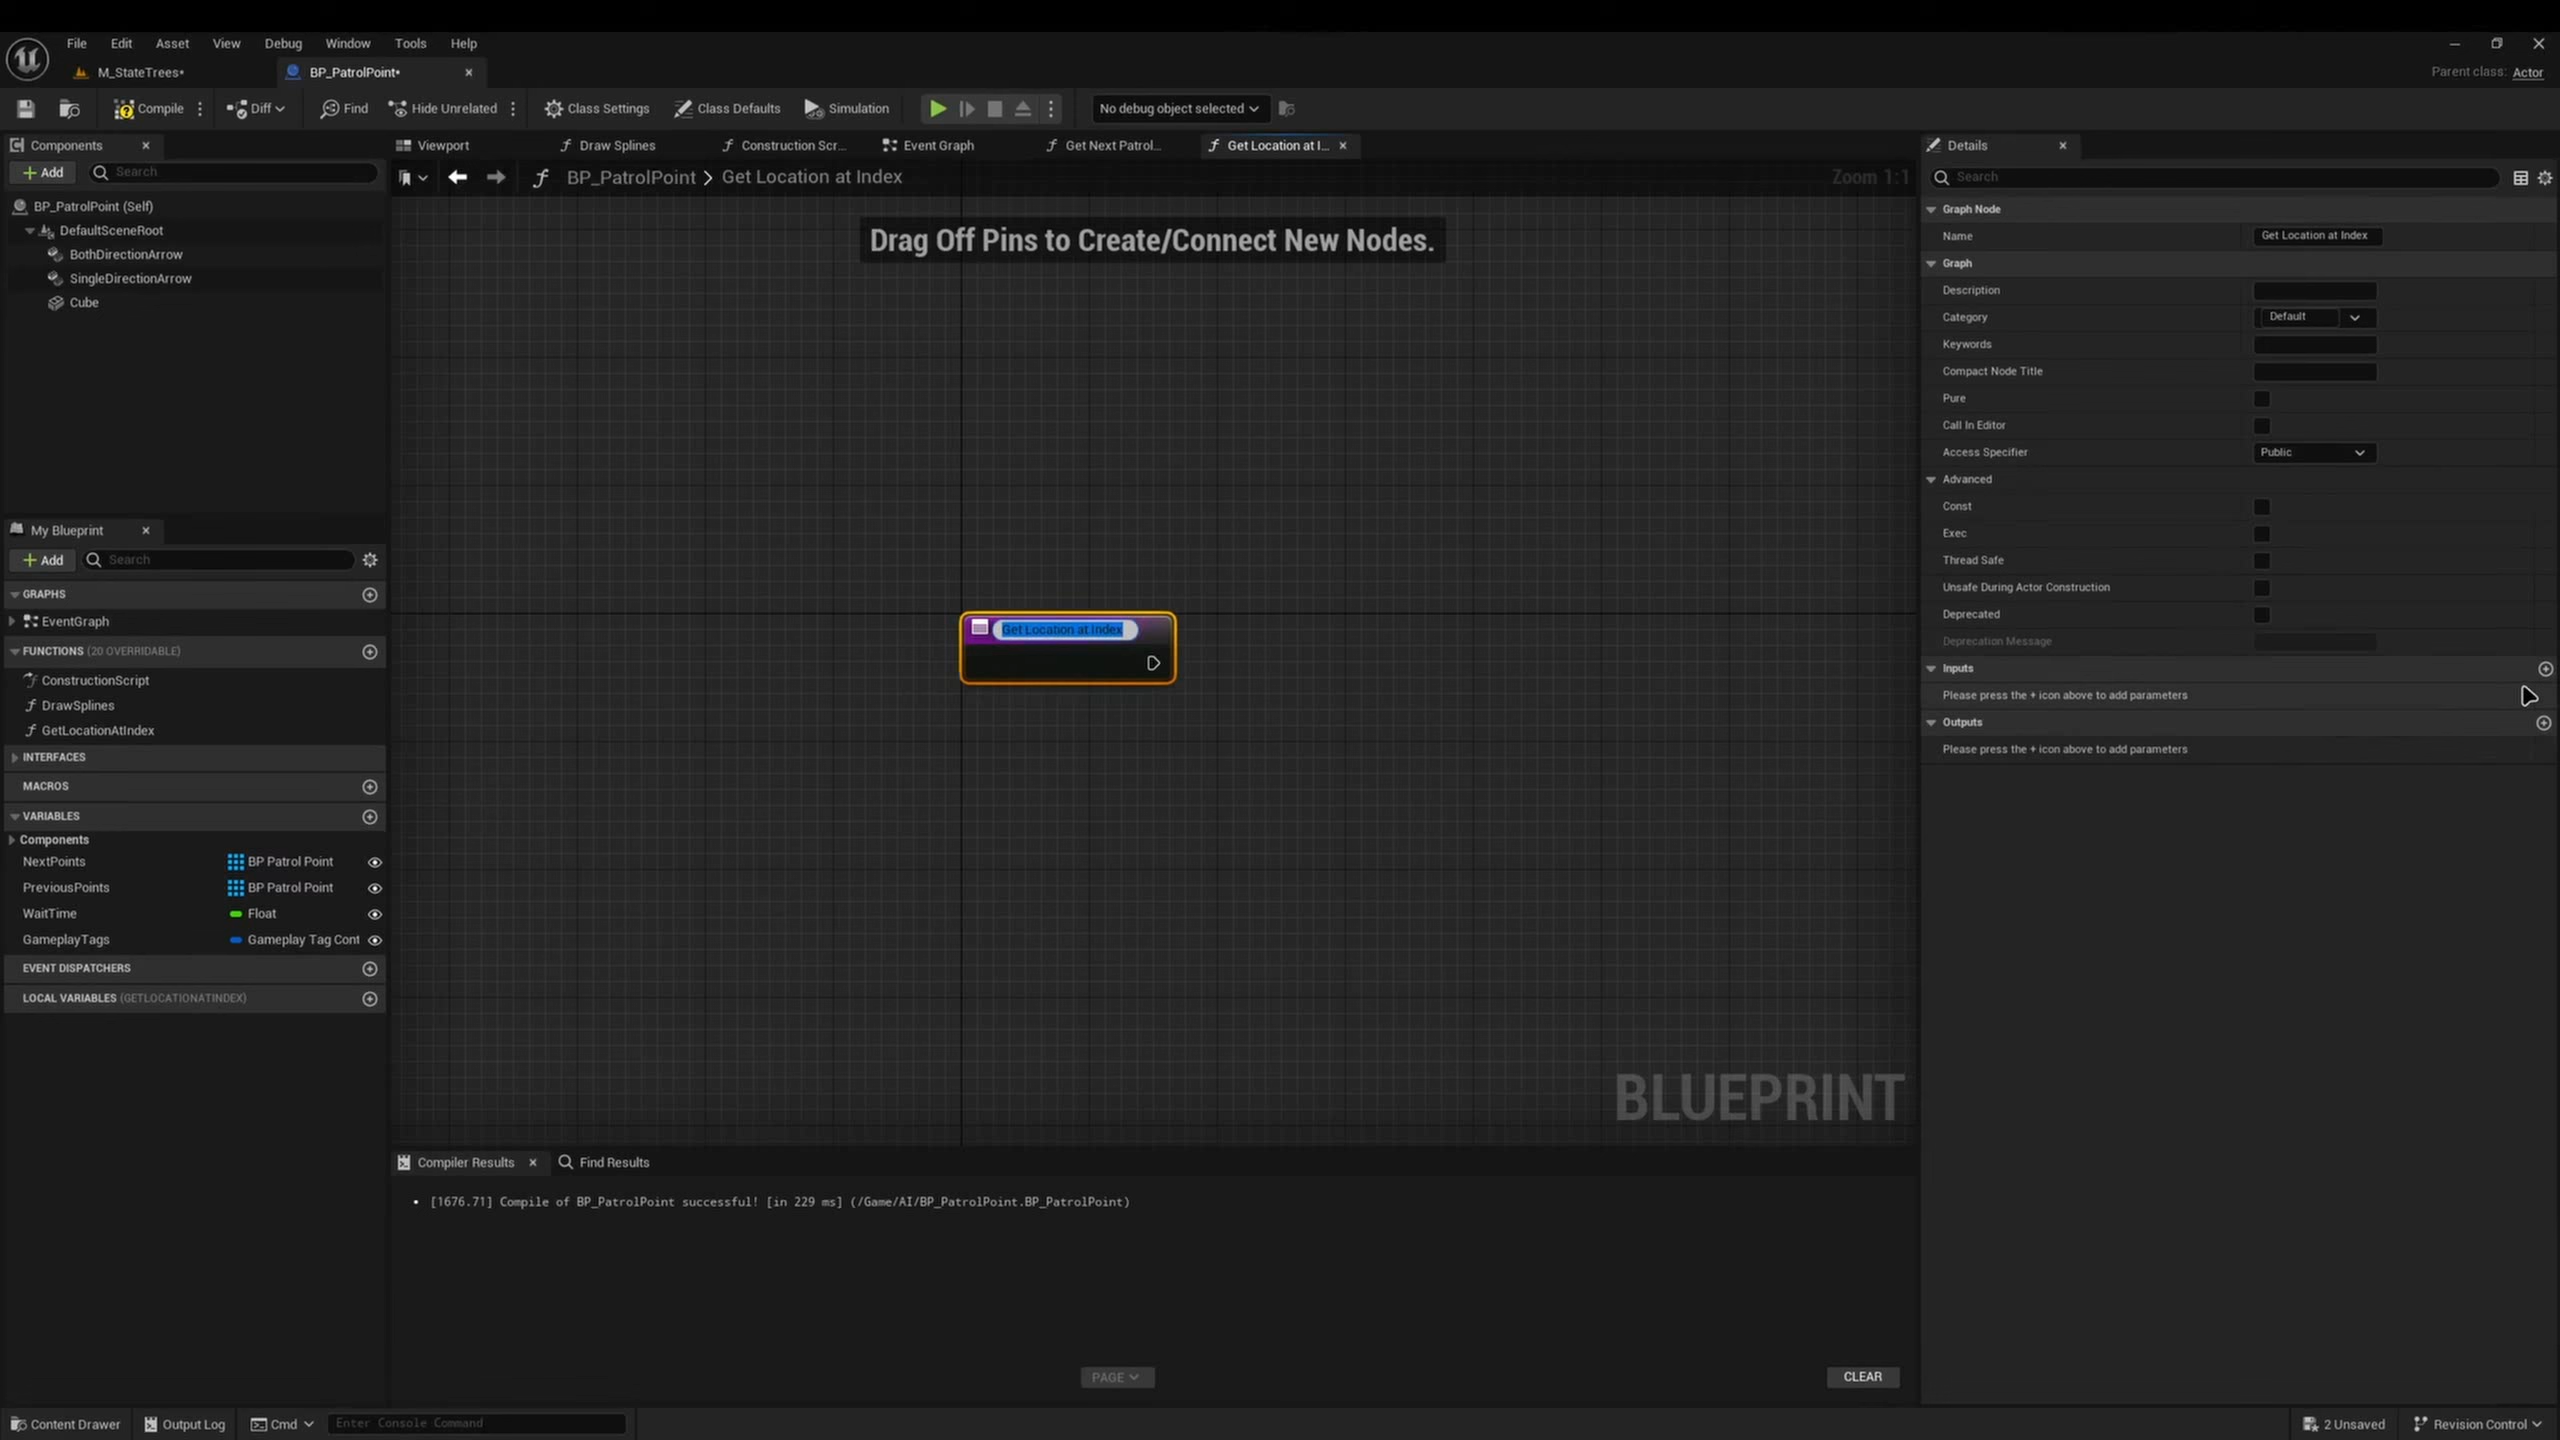 File Edit Asset View Debug Window Tools Help
M_StateTrees*
BP_PatrolPoint*
Parent class: Actor
Compile
Diff
Find
Hide Unrelated
Class Settings
Class Defaults
Simulation
No debug object selected
Components
Add
Search
BP_PatrolPoint (Self)
DefaultSceneRoot
BothDirectionArrow
SingleDirectionArrow
Cube
My Blueprint
Add
Search
GRAPHS
EventGraph
FUNCTIONS (20 OVERRIDABLE)
ConstructionScript
DrawSplines
GetLocationAtIndex
INTERFACES
MACROS
VARIABLES
Components
NextPoints BP Patrol Point
PreviousPoints BP Patrol Point
WaitTime Float
GameplayTags Gameplay Tag Cont
EVENT DISPATCHERS
LOCAL VARIABLES (GETLOCATIONATINDEX)
Viewport
Draw Splines
Construction Scr...
Event Graph
Get Next Patrol...
Get Location at I...
BP_PatrolPoint > Get Location at Index
Zoom 1:1
Drag Off Pins to Create/Connect New Nodes.
Get Location at Index
BLUEPRINT
Compiler Results
Find Results
• [1676.71] Compile of BP_PatrolPoint successful! [in 229 ms] (/Game/AI/BP_PatrolPoint.BP_PatrolPoint)
PAGE
CLEAR
Details
Search
Graph Node
Name Get Location at Index
Graph
Description
Category Default
Keywords
Compact Node Title
Pure
Call In Editor
Access Specifier Public
Advanced
Const
Exec
Thread Safe
Unsafe During Actor Construction
Deprecated
Deprecation Message
Inputs
Please press the + icon above to add parameters
Outputs
Please press the + icon above to add parameters
Content Drawer
Output Log
Cmd
Enter Console Command
2 Unsaved
Revision Control